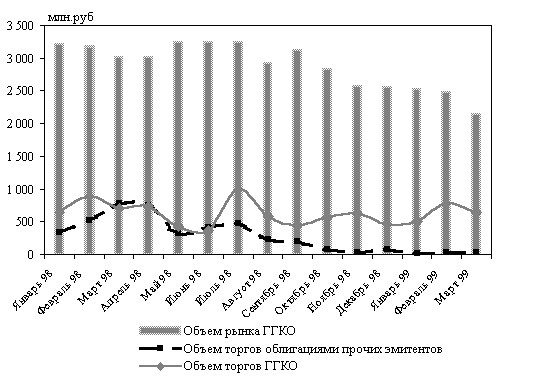 млн.руб
3 500
3 000
2 500
2 000
1 500
1 000
500
0
Январь 98
Февраль 98
Март 98
Апрель 98
Май 98
Июнь 98
Июль 98
Август 98
Сентябрь 98
Октябрь 98
Ноябрь 98
Декабрь 98
Январь 99
Февраль 99
Март 99
Объем рынка ГГКО
Объем торгов облигациями прочих эмитентов
Объем торгов ГГКО